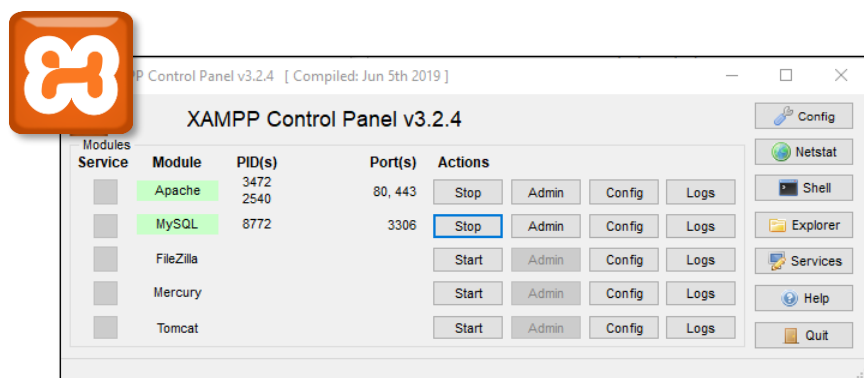 P Control Panel v3.2.4 [ Compiled: Jun 5th 2019 ]
XAMPP Control Panel v3.2.4
Config
Modules
Service Module PID(s) Port(s) Actions
Netstat
Apache 3472 2540 80, 443 Stop Admin Config Logs
Shell
MySQL 8772 3306 Stop Admin Config Logs
Explorer
FileZilla Start Admin Config Logs
Services
Mercury Start Admin Config Logs
Help
Tomcat Start Admin Config Logs
Quit